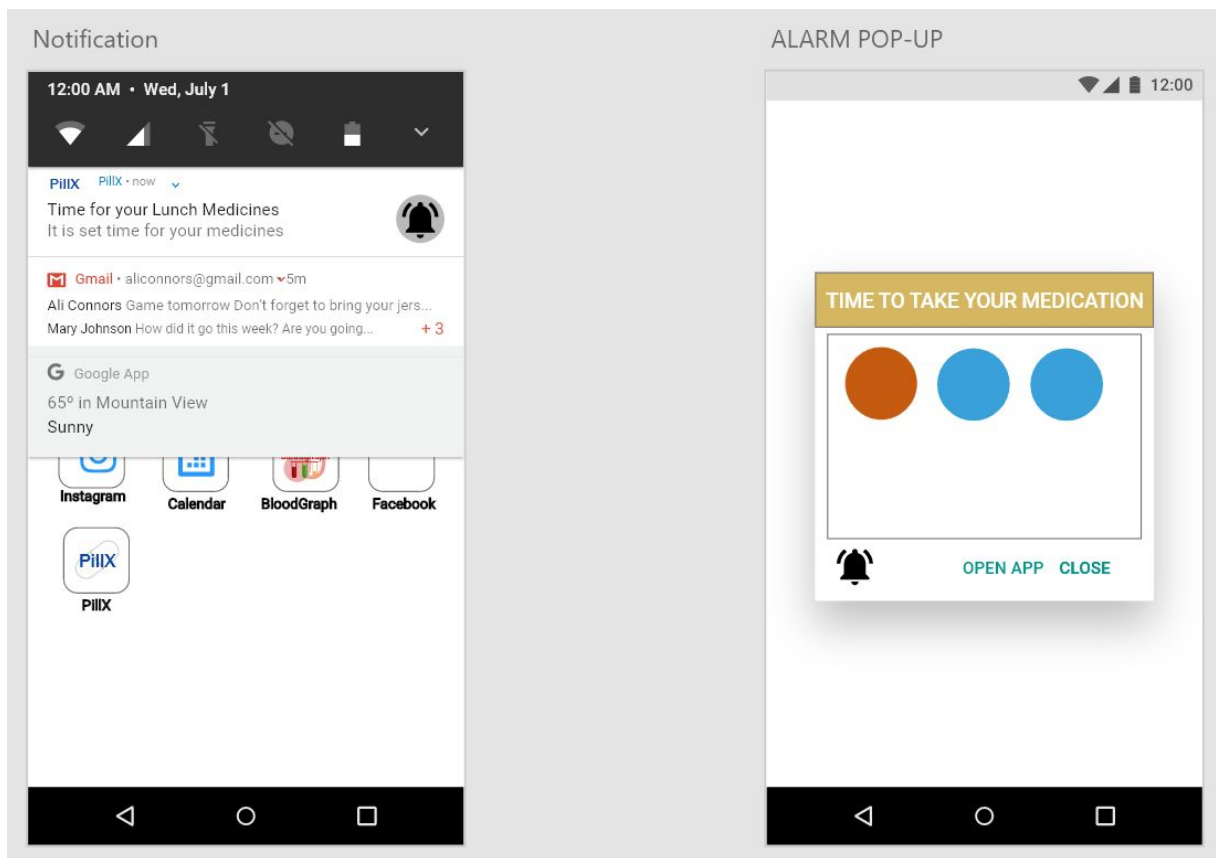 Notification
12:00 AM • Wed, July 1
PillX PillX • now
Time for your Lunch Medicines
It is set time for your medicines
Gmail • aliconnors@gmail.com 5m
Ali Connors Game tomorrow Don't forget to bring your jers...
Mary Johnson How did it go this week? Are you going... + 3
G Google App
65º in Mountain View
Sunny
Instagram Calendar BloodGraph Facebook
PillX
PillX
ALARM POP-UP
12:00
TIME TO TAKE YOUR MEDICATION
OPEN APP CLOSE